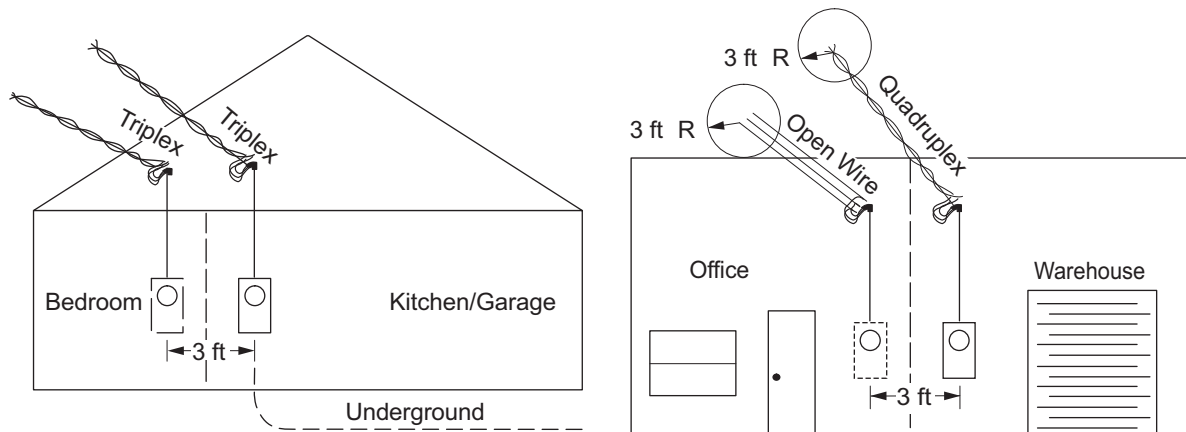 Triplex
Triplex
Bedroom
Kitchen/Garage
3 ft
Underground
3 ft R
3 ft R
Quadruplex
Open Wire
Office
Warehouse
3 ft